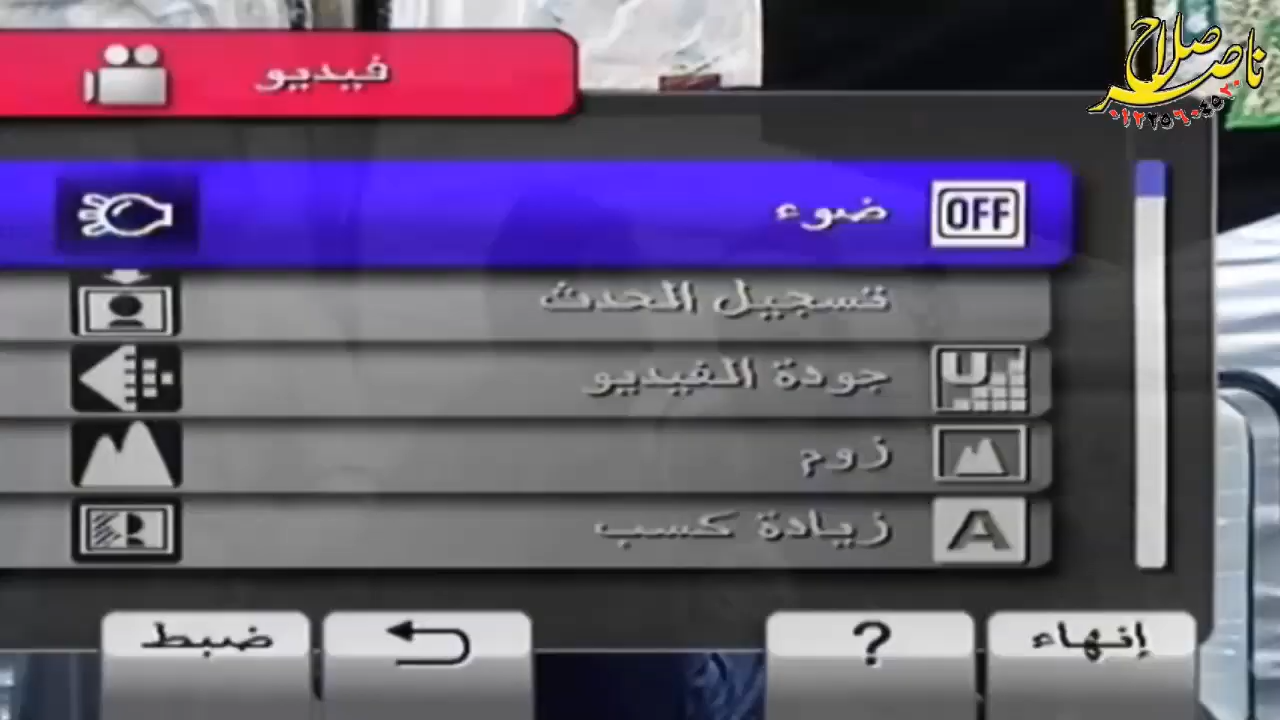 ناصر صلاح
فيديو
ضوء OFF
تسجيل الحدث
جودة الفيديو U
زوم
زيادة كسب A
إنهاء ? ضبط